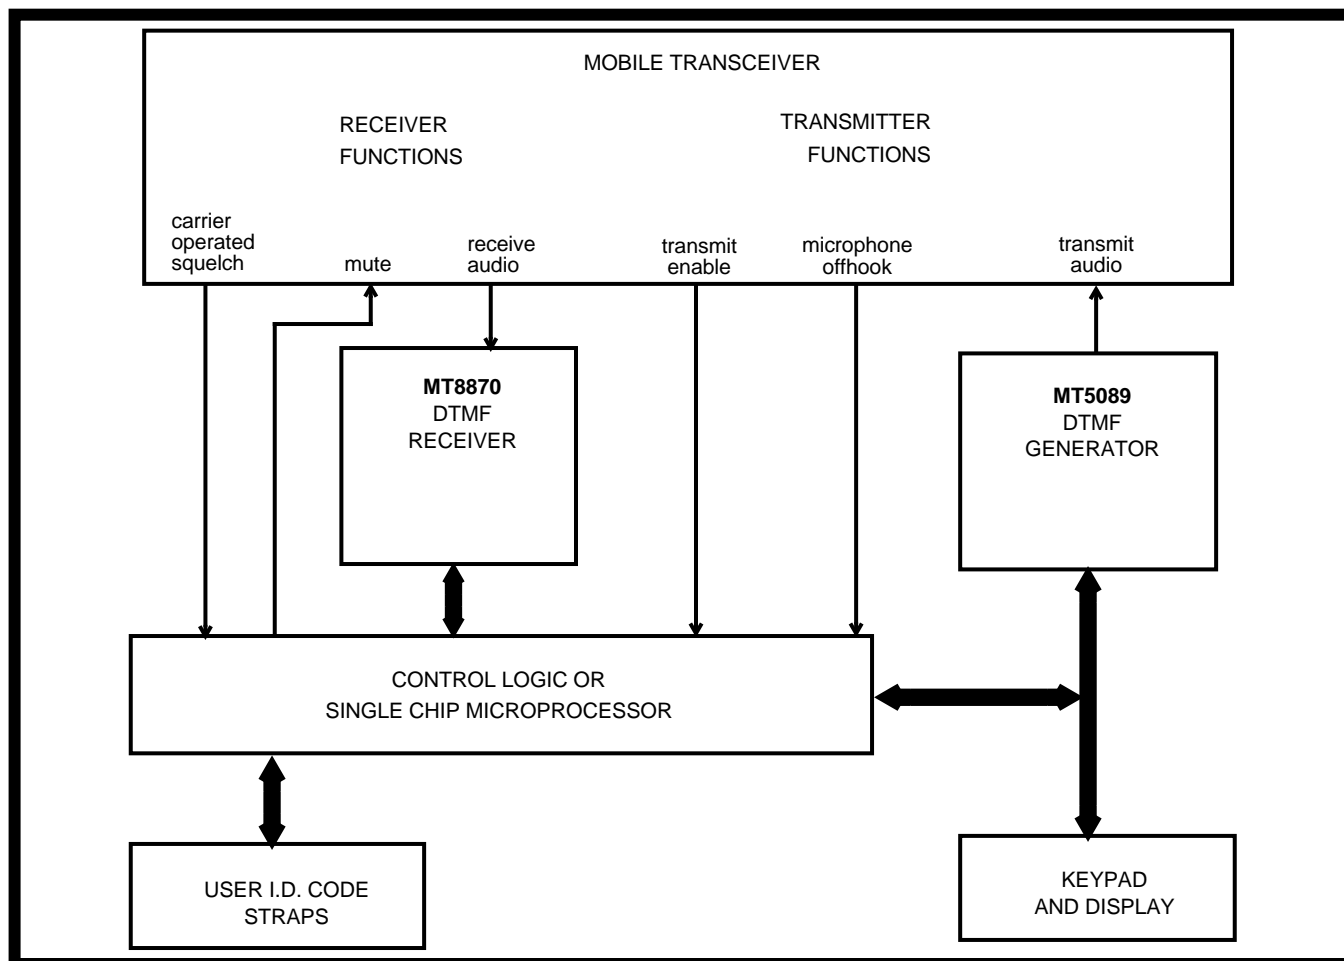 MOBILE TRANSCEIVER
RECEIVER
FUNCTIONS
TRANSMITTER
FUNCTIONS
carrier
operated
squelch
mute
receive
audio
transmit
enable
microphone
offhook
transmit
audio
MT8870
DTMF
RECEIVER
MT5089
DTMF
GENERATOR
CONTROL LOGIC OR
SINGLE CHIP MICROPROCESSOR
USER I.D. CODE
STRAPS
KEYPAD
AND DISPLAY